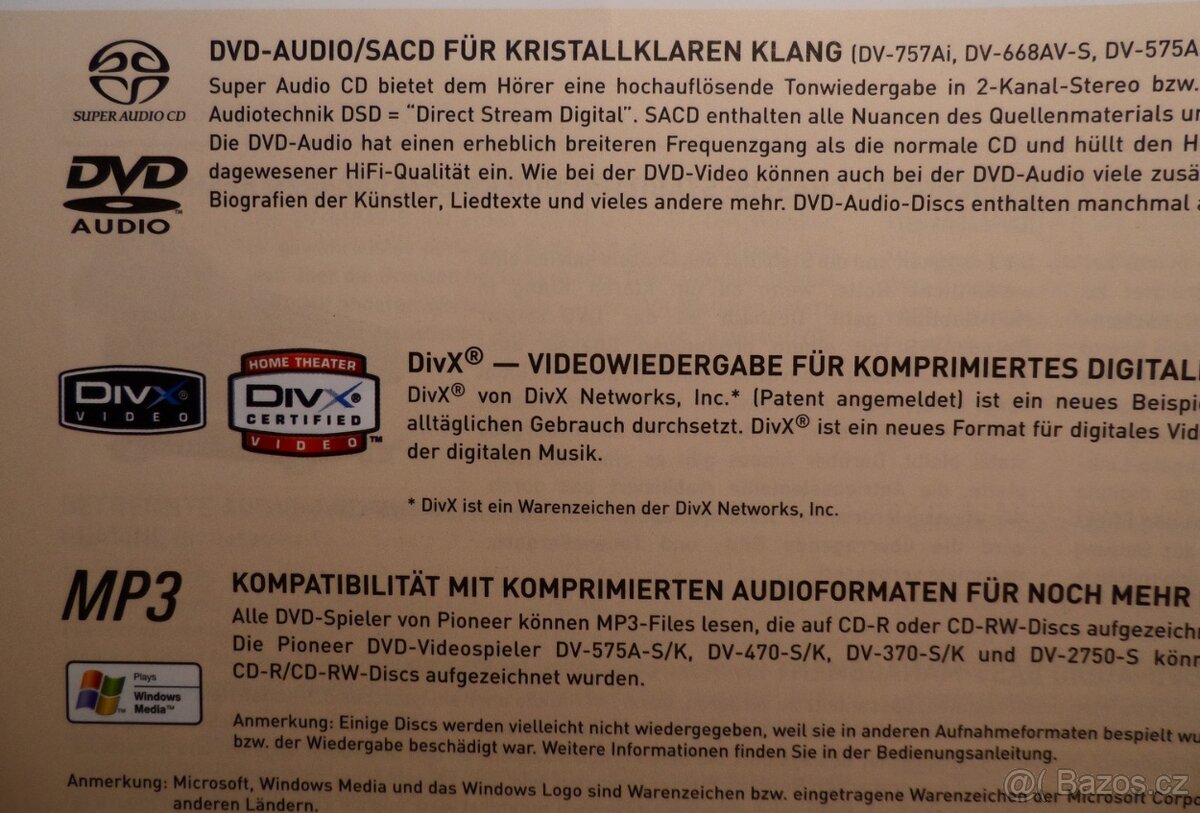 SUPER AUDIO CD
DVD
AUDIO
DVD-AUDIO/SACD FÜR KRISTALLKLAREN KLANG (DV-757Ai, DV-668AV-S, DV-575A
Super Audio CD bietet dem Hörer eine hochauflösende Tonwiedergabe in 2-Kanal-Stereo bzw.
Audiotechnik DSD = “Direct Stream Digital”. SACD enthalten alle Nuancen des Quellenmaterials
Die DVD-Audio hat einen erheblich breiteren Frequenzgang als die normale CD und hüllt den
dagewesener HiFi-Qualität ein. Wie bei der DVD-Video können auch bei der DVD-Audio viele
Biografien der Künstler, Liedtexte und vieles andere mehr. DVD-Audio-Discs enthalten manchmal
DivX®
VIDEO
HOME THEATER
DivX®
CERTIFIED
VIDEO™
DivX® — VIDEOWIEDERGABE FÜR KOMPRIMIERTES
DivX® von DivX Networks, Inc.* (Patent angemeldet) ist ein neues
alltäglichen Gebrauch durchsetzt. DivX® ist ein neues Format für digitales
der digitalen Musik.
* DivX ist ein Warenzeichen der DivX Networks, Inc.
MP3
Plays
Windows
Media™
KOMPATIBILITÄT MIT KOMPRIMIERTEN AUDIOFORMATEN FÜR NOCH MEHR
Alle DVD-Spieler von Pioneer können MP3-Files lesen, die auf CD-R oder CD-RW-Discs
Die Pioneer DVD-Videospieler DV-575A-S/K, DV-470-S/K, DV-370-S/K und DV-2750-S
CD-R/CD-RW-Discs aufgezeichnet wurden.
Anmerkung: Einige Discs werden vielleicht nicht wiedergegeben, weil sie in anderen Aufnahmeformaten bespielt
bzw. der Wiedergabe beschädigt war. Weitere Informationen finden Sie in der Bedienungsanleitung.
Anmerkung: Microsoft, Windows Media und das Windows Logo sind Warenzeichen bzw. eingetragene Warenzeichen der Microsoft
anderen Ländern.
Bazos.cz